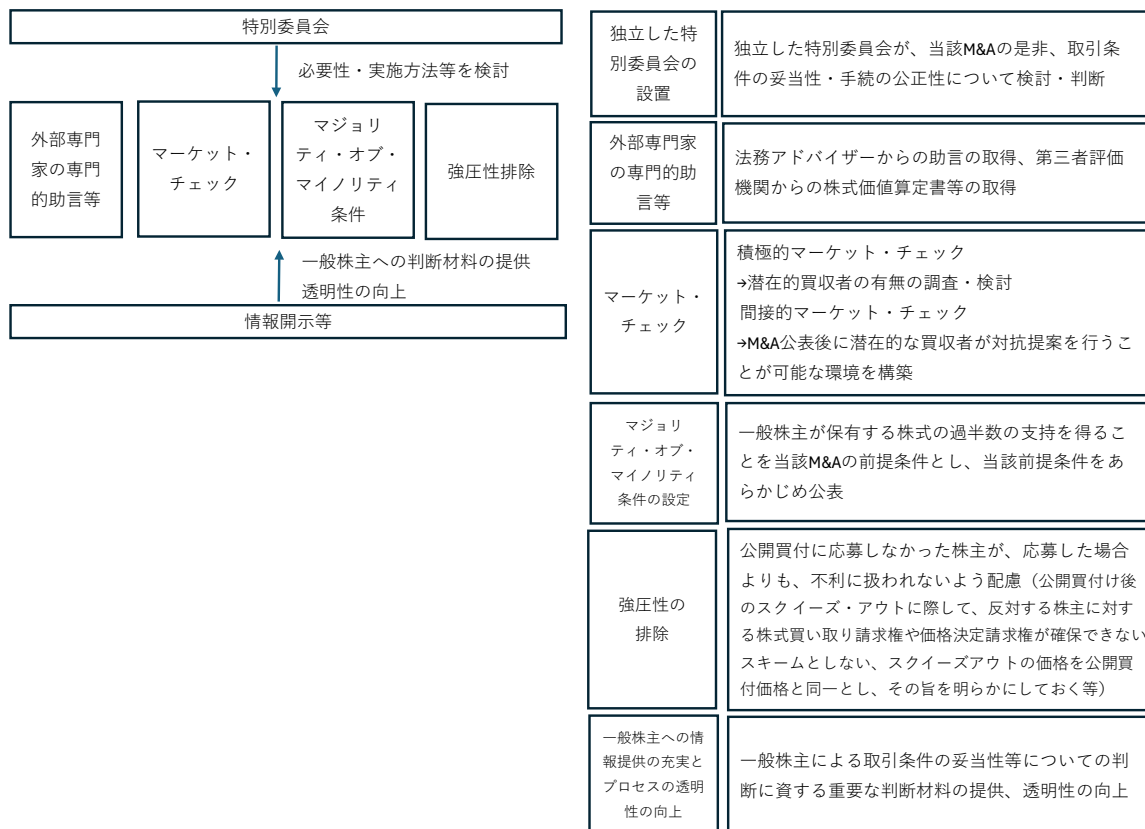 特別委員会
必要性・実施方法等を検討
外部専門
家の専門
的助言等
マーケット・
チェック
マジョリ
ティ・オブ・
マイノリティ
条件
強圧性排除
一般株主への判断材料の提供
透明性の向上
情報開示等
独立した特
別委員会の
設置
独立した特別委員会が、当該M&Aの是非、取引条
件の妥当性・手続の公正性について検討・判断
外部専門家
の専門的助
言等
法務アドバイザーからの助言の取得、第三者評価
機関からの株式価値算定書等の取得
マーケット・
チェック
積極的マーケット・チェック
→潜在的買収者の有無の調査・検討
間接的マーケット・チェック
→M&A公表後に潜在的な買収者が対抗提案を行うこ
とが可能な環境を構築
マジョリ
ティ・オブ・
マイノリティ
条件の設定
一般株主が保有する株式の過半数の支持を得るこ
とを当該M&Aの前提条件とし、当該前提条件をあ
らかじめ公表
強圧性の
排除
公開買付に応募しなかった株主が、応募した場合
よりも、不利に扱われないよう配慮（公開買付け後
のスクイーズ・アウトに際して、反対する株主に対す
る株式買い取り請求権や価格決定請求権が確保できない
スキームとしない、スクイーズアウトの価格を公開買
付価格と同一とし、その旨を明らかにしておく等）
一般株主への情
報提供の充実と
プロセスの透明
性の向上
一般株主による取引条件の妥当性等についての判
断に資する重要な判断材料の提供、透明性の向上